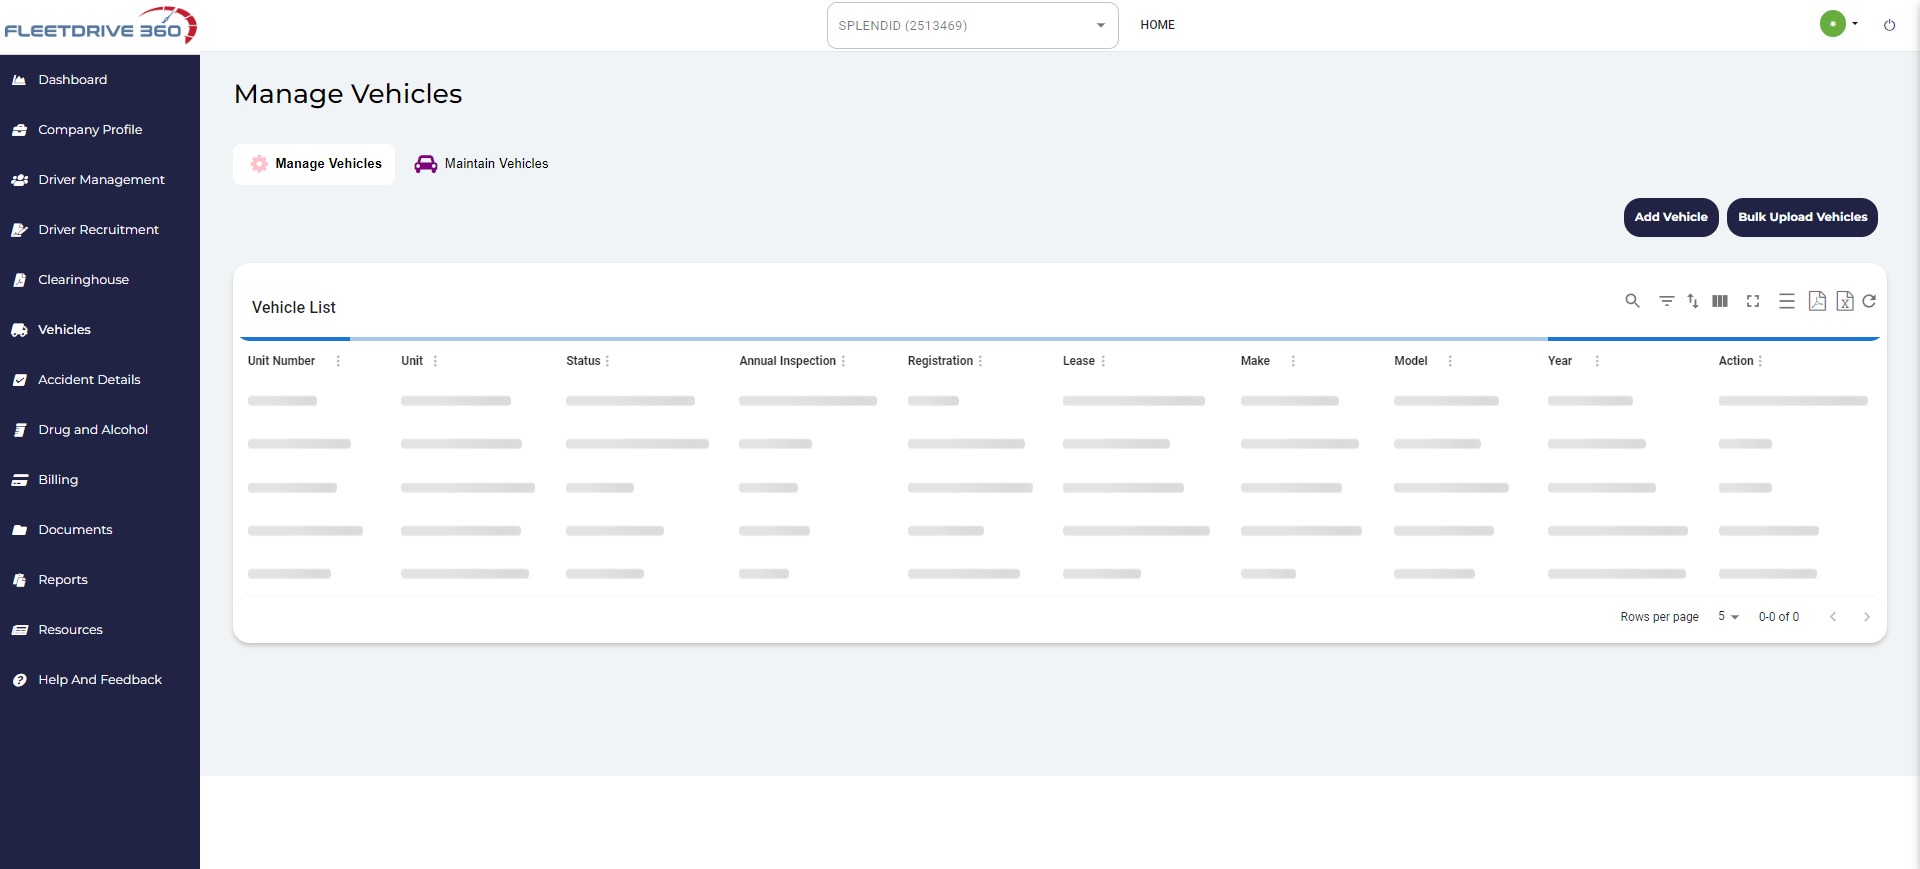 FLEETDRIVE 360
SPLENDID (2513469)
HOME
Dashboard
Company Profile
Driver Management
Driver Recruitment
Clearinghouse
Vehicles
Accident Details
Drug and Alcohol
Billing
Documents
Reports
Resources
Help And Feedback
Manage Vehicles
Manage Vehicles Maintain Vehicles
Add Vehicle Bulk Upload Vehicles
Vehicle List
Unit Number Unit Status Annual Inspection Registration Lease Make Model Year Action
Rows per page 5 0-0 of 0